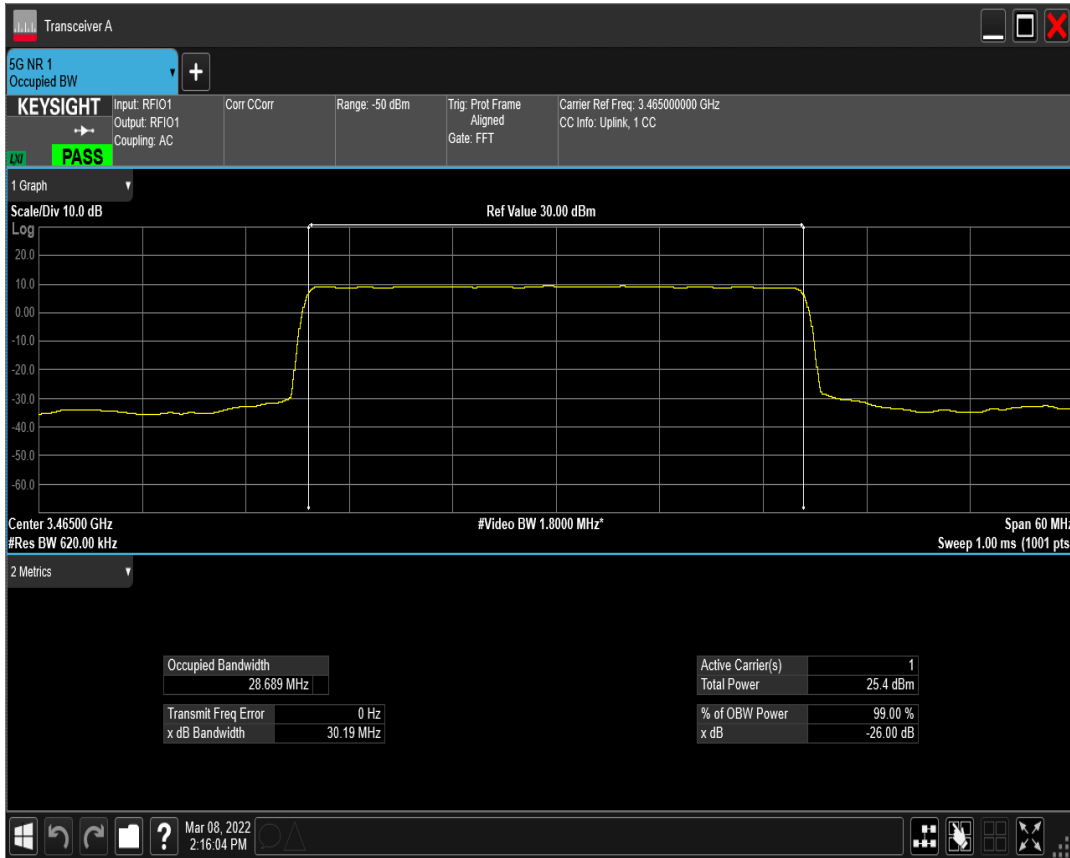 Transceiver A
5G NR 1
Occupied BW
+
KEYSIGHT
LXI
PASS
Input: RFIO1
Output: RFIO1
Coupling: AC
Corr CCorr
Range: -50 dBm
Trig: Prot Frame
Aligned
Gate: FFT
Carrier Ref Freq: 3.465000000 GHz
CC Info: Uplink, 1 CC
1 Graph
Scale/Div 10.0 dB
Ref Value 30.00 dBm
Log
20.0
10.0
0.00
-10.0
-20.0
-30.0
-40.0
-50.0
-60.0
Center 3.46500 GHz
#Video BW 1.8000 MHz*
Span 60 MHz
#Res BW 620.00 kHz
Sweep 1.00 ms (1001 pts
2 Metrics
Occupied Bandwidth
28.689 MHz
Transmit Freq Error 0 Hz
x dB Bandwidth 30.19 MHz
Active Carrier(s) 1
Total Power 25.4 dBm
% of OBW Power 99.00 %
x dB -26.00 dB
?
Mar 08, 2022
2:16:04 PM